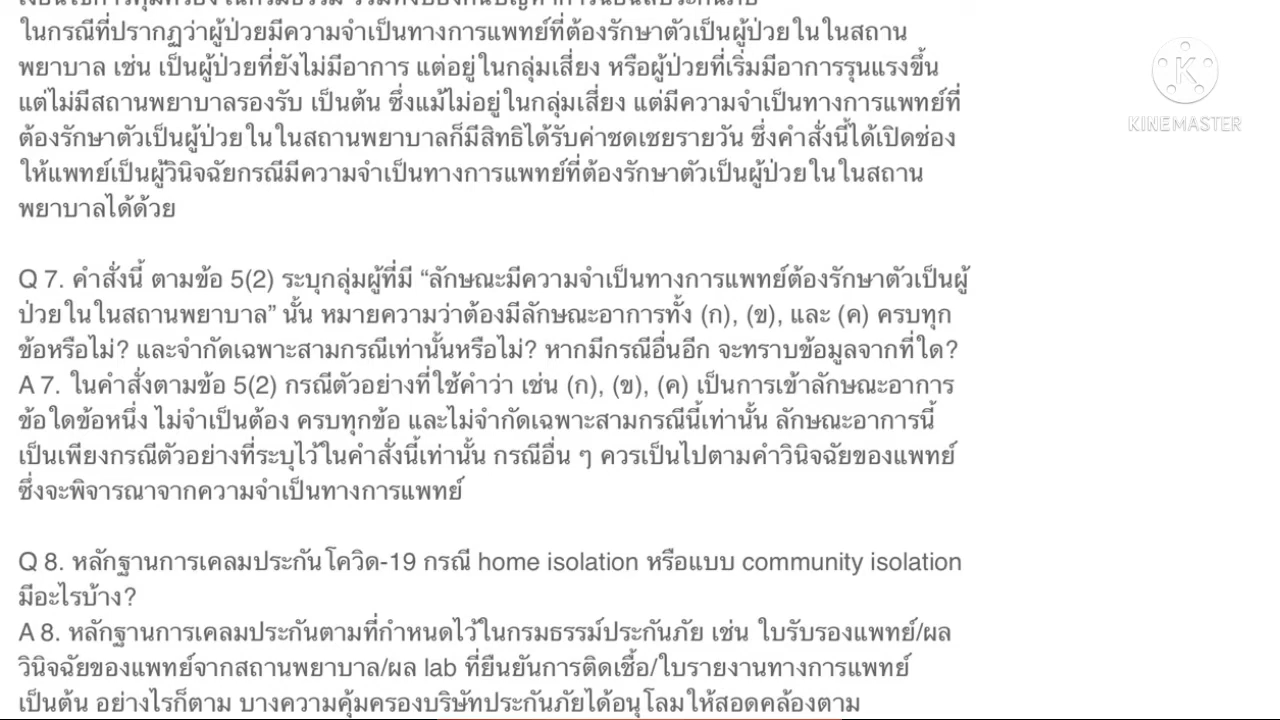 ในกรณีที่ปรากฏว่าผู้ป่วยมีความจำเป็นทางการแพทย์ที่ต้องรักษาตัวเป็นผู้ป่วยในในสถาน
พยาบาล เช่น เป็นผู้ป่วยที่ยังไม่มีอาการ แต่อยู่ในกลุ่มเสี่ยง หรือผู้ป่วยที่เริ่มมีอาการรุนแรงขึ้น
แต่ไม่มีสถานพยาบาลรองรับ เป็นต้น ซึ่งแม้ไม่อยู่ในกลุ่มเสี่ยง แต่มีความจำเป็นทางการแพทย์ที่
ต้องรักษาตัวเป็นผู้ป่วยในในสถานพยาบาลก็มีสิทธิได้รับค่าชดเชยรายวัน ซึ่งคำสั่งนี้ได้เปิดช่อง
ให้แพทย์เป็นผู้วินิจฉัยกรณีมีความจำเป็นทางการแพทย์ที่ต้องรักษาตัวเป็นผู้ป่วยในในสถาน
พยาบาลได้ด้วย
Q 7. คำสั่งนี้ ตามข้อ 5(2) ระบุกลุ่มผู้ที่มี “ลักษณะมีความจำเป็นทางการแพทย์ต้องรักษาตัวเป็นผู้
ป่วยในในสถานพยาบาล” นั้น หมายความว่าต้องมีลักษณะอาการทั้ง (ก), (ข), และ (ค) ครบทุก
ข้อหรือไม่? และจำกัดเฉพาะสามกรณีเท่านั้นหรือไม่? หากมีกรณีอื่นอีก จะทราบข้อมูลจากที่ใด?
A 7. ในคำสั่งตามข้อ 5(2) กรณีตัวอย่างที่ใช้คำว่า เช่น (ก), (ข), (ค) เป็นการเข้าลักษณะอาการ
ข้อใดข้อหนึ่ง ไม่จำเป็นต้อง ครบทุกข้อ และไม่จำกัดเฉพาะสามกรณีนี้เท่านั้น ลักษณะอาการนี้
เป็นเพียงกรณีตัวอย่างที่ระบุไว้ในคำสั่งนี้เท่านั้น กรณีอื่น ๆ ควรเป็นไปตามคำวินิจฉัยของแพทย์
ซึ่งจะพิจารณาจากความจำเป็นทางการแพทย์
Q 8. หลักฐานการเคลมประกันโควิด-19 กรณี home isolation หรือแบบ community isolation
มีอะไรบ้าง?
A 8. หลักฐานการเคลมประกันตามที่กำหนดไว้ในกรมธรรม์ประกันภัย เช่น ใบรับรองแพทย์/ผล
วินิจฉัยของแพทย์จากสถานพยาบาล/ผล lab ที่ยืนยันการติดเชื้อ/ใบรายงานทางการแพทย์
เป็นต้น อย่างไรก็ตาม บางความคุ้มครองบริษัทประกันภัยได้อนุโลมให้สอดคล้องตาม
K
KINEMASTER